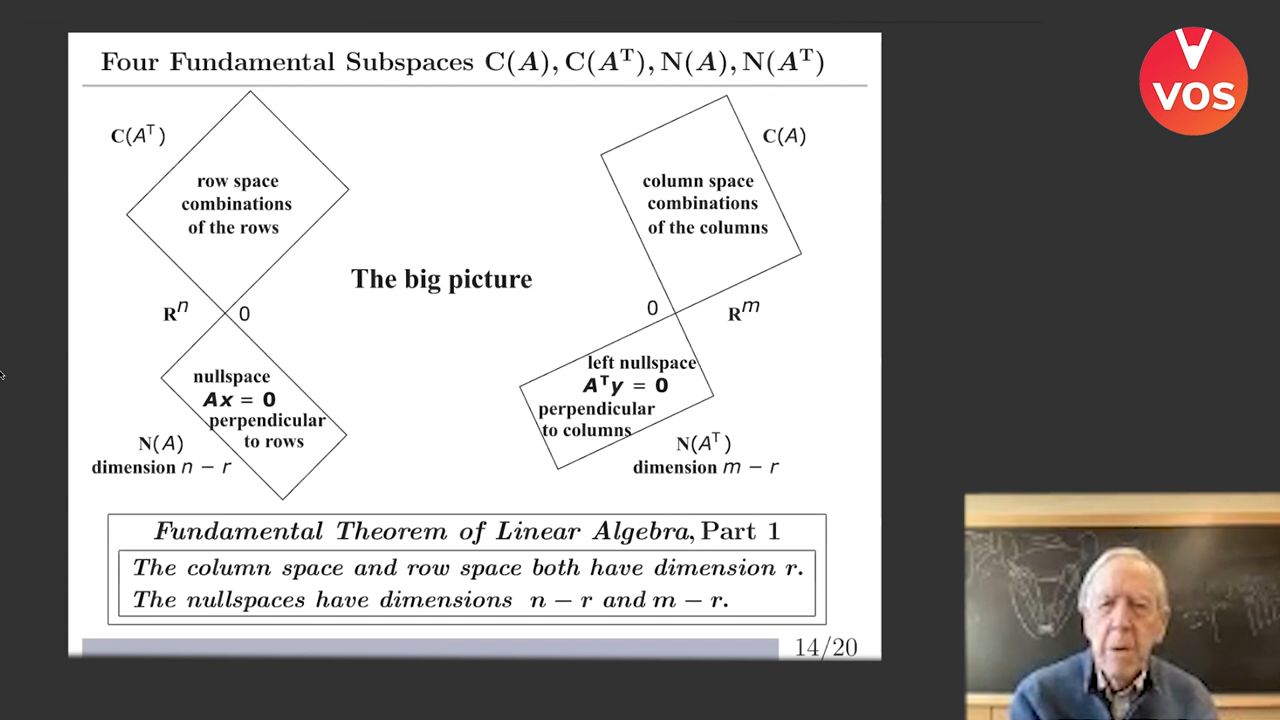 Four Fundamental Subspaces C(A), C(Aᵀ), N(A), N(Aᵀ)
VOS
C(Aᵀ)
row space
combinations
of the rows
C(A)
column space
combinations
of the columns
The big picture
Rⁿ
0
0
Rᵐ
nullspace
Ax = 0
perpendicular
to rows
N(A)
dimension n − r
left nullspace
Aᵀy = 0
perpendicular
to columns
N(Aᵀ)
dimension m − r
Fundamental Theorem of Linear Algebra, Part 1
The column space and row space both have dimension r.
The nullspaces have dimensions n − r and m − r.
14/20